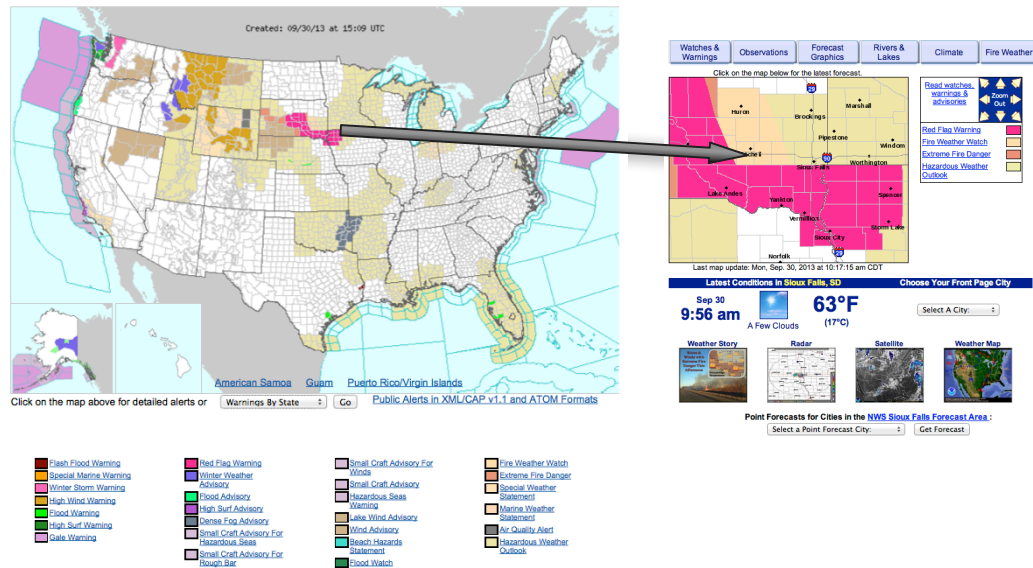 Created: 09/30/13 at 15:09 UTC
American Samoa Guam Puerto Rico/Virgin Islands
Click on the map above for detailed alerts or Warnings By State Go Public Alerts in XML/CAP v1.1 and ATOM Formats
Flash Flood Warning
Special Marine Warning
Winter Storm Warning
High Wind Warning
Flood Warning
High Surf Warning
Gale Warning
Red Flag Warning
Winter Weather
Advisory
Flood Advisory
High Surf Advisory
Dense Fog Advisory
Small Craft Advisory For
Hazardous Seas
Small Craft Advisory For
Rough Bar
Small Craft Advisory For
Winds
Small Craft Advisory
Hazardous Seas
Warning
Lake Wind Advisory
Wind Advisory
Beach Hazards
Statement
Flood Watch
Fire Weather Watch
Extreme Fire Danger
Special Weather
Statement
Marine Weather
Statement
Air Quality Alert
Hazardous Weather
Outlook
Watches &
Warnings
Observations
Forecast
Graphics
Rivers &
Lakes
Climate
Fire Weather
Click on the map below for the latest forecast.
29
Huron
Marshall
Brookings
Pipestone
Windom
90
Worthington
Sioux Falls
Lake Andes
Spencer
Yankton
Vermillion
Storm Lake
Sioux City
Norfolk
29
Read watches,
warnings &
advisories
Zoom
Out
Red Flag Warning
Fire Weather Watch
Extreme Fire Danger
Hazardous Weather
Outlook
Last map update: Mon, Sep. 30, 2013 at 10:17:15 am CDT
Latest Conditions in Sioux Falls, SD Choose Your Front Page City
Sep 30
9:56 am
A Few Clouds
63°F
(17°C)
Select A City:
Weather Story Radar Satellite Weather Map
Point Forecasts for Cities in the NWS Sioux Falls Forecast Area :
Select a Point Forecast City: Get Forecast